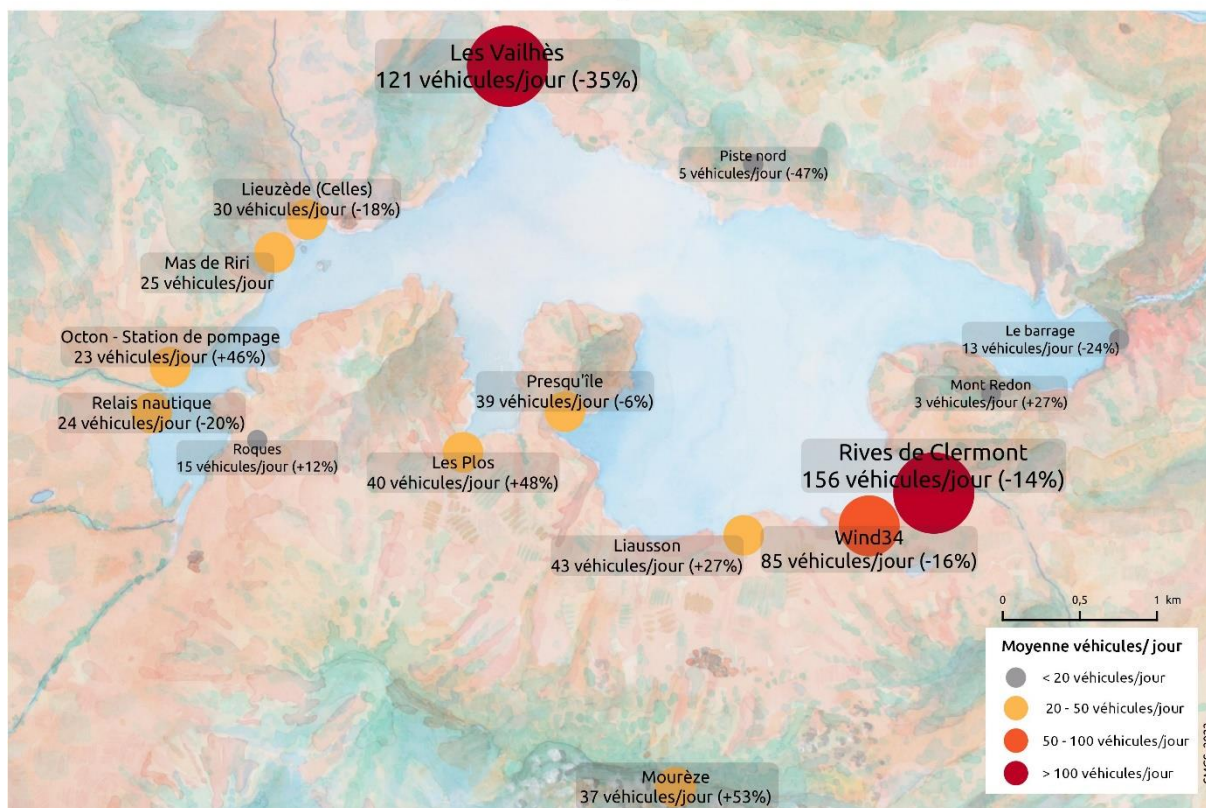 Les Vailhès
121 véhicules/jour (-35%)
Piste nord
5 véhicules/jour (-47%)
Lieuzède (Celles)
30 véhicules/jour (-18%)
Mas de Riri
25 véhicules/jour
Octon - Station de pompage
23 véhicules/jour (+46%)
Le barrage
13 véhicules/jour (-24%)
Presqu'île
39 véhicules/jour (-6%)
Mont Redon
3 véhicules/jour (+27%)
Relais nautique
24 véhicules/jour (-20%)
Roques
15 véhicules/jour (+12%)
Les Plos
40 véhicules/jour (+48%)
Rives de Clermont
156 véhicules/jour (-14%)
Liausson
43 véhicules/jour (+27%)
Wind34
85 véhicules/jour (-16%)
0 0,5 1 km
Moyenne véhicules/ jour
< 20 véhicules/jour
20 - 50 véhicules/jour
50 - 100 véhicules/jour
> 100 véhicules/jour
Mourèze
37 véhicules/jour (+53%)